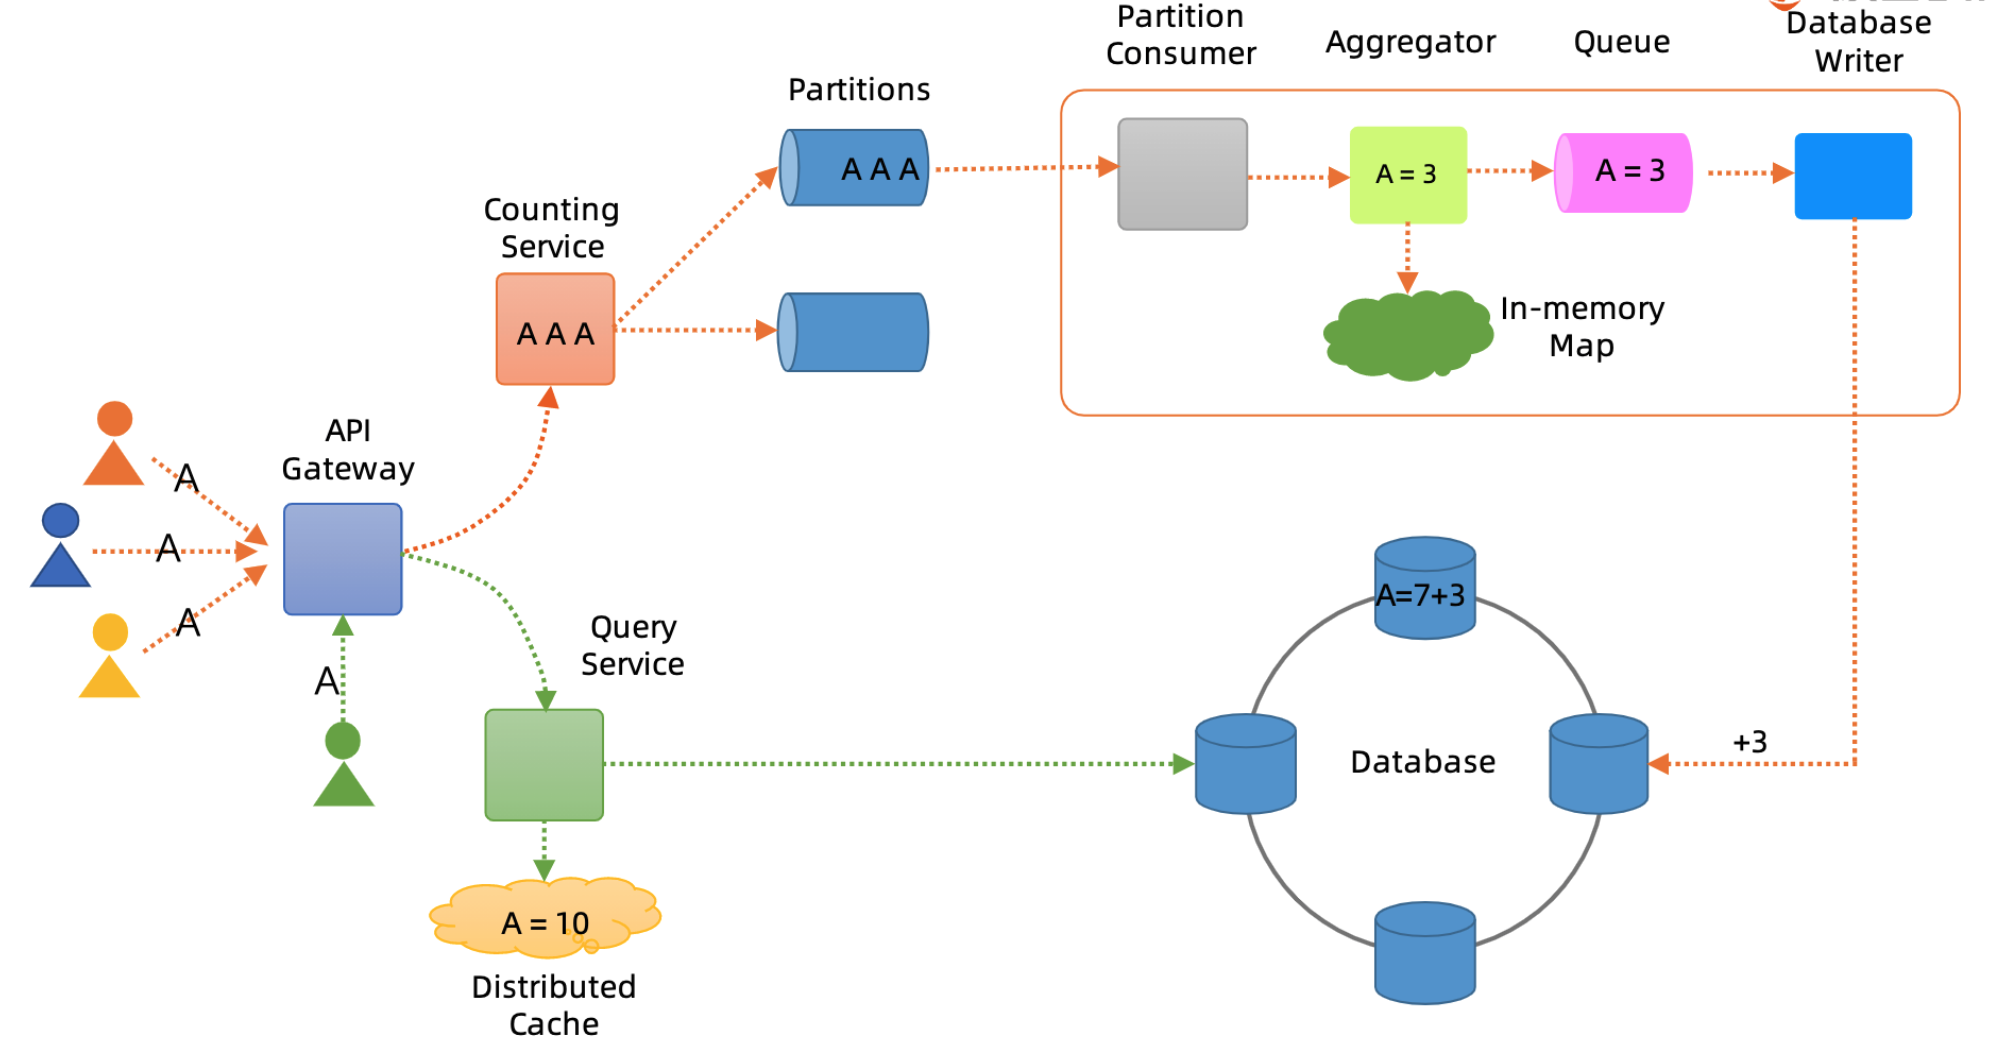 Partition
Consumer
Aggregator
Queue
Database
Writer
Partitions
A A A
A = 3
A = 3
Counting
Service
A A A
In-memory
Map
API
Gateway
A
A
A
A
Query
Service
A=7+3
Database
+3
A = 10
Distributed
Cache